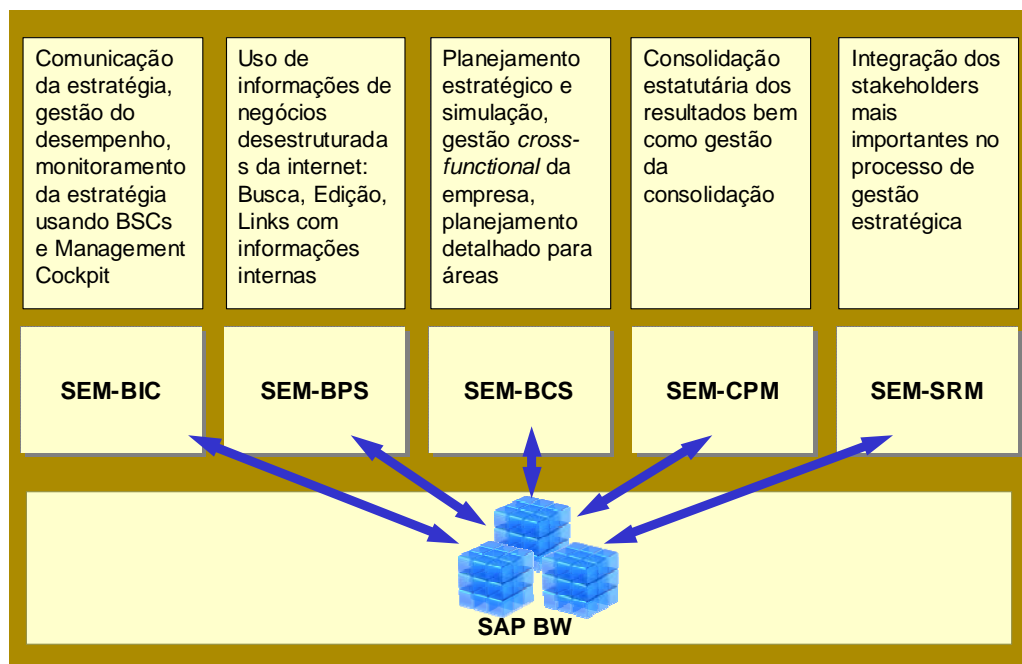 Comunicação
da estratégia,
gestão do
desempenho,
monitoramento
da estratégia
usando BSCs
e Management
Cockpit
Uso de
informações de
negócios
desestruturada
s da internet:
Busca, Edição,
Links com
informações
internas
Planejamento
estratégico e
simulação,
gestão cross-
functional da
empresa,
planejamento
detalhado para
áreas
Consolidação
estatutária dos
resultados bem
como gestão
da
consolidação
Integração dos
stakeholders
mais
importantes no
processo de
gestão
estratégica
SEM-BIC
SEM-BPS
SEM-BCS
SEM-CPM
SEM-SRM
SAP BW